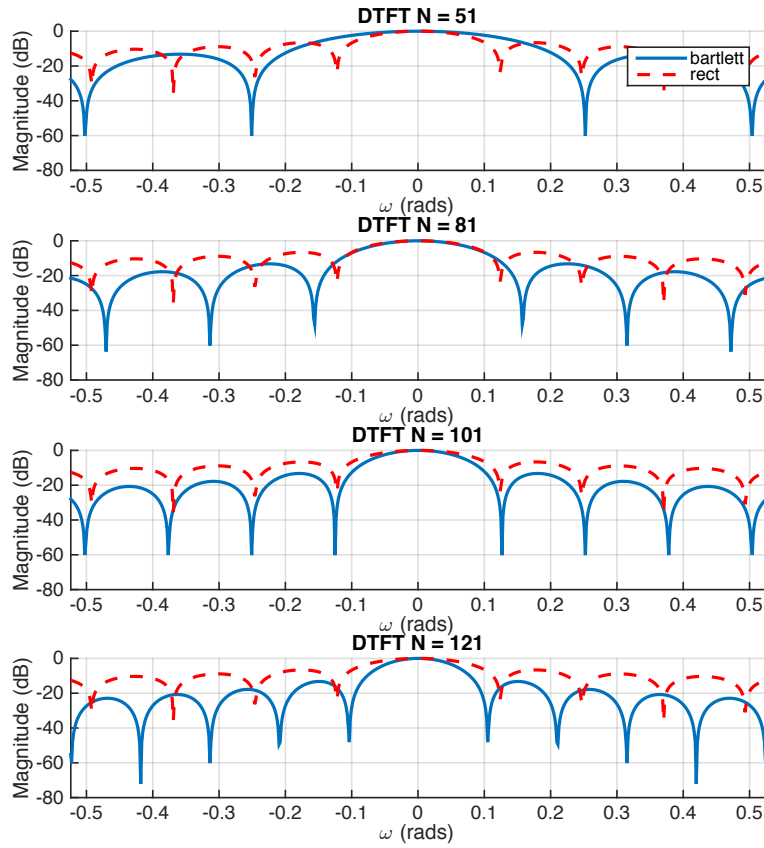 DTFT N = 51
Magnitude (dB)
0
-20
-40
-60
-80
bartlett
rect
-0.5 -0.4 -0.3 -0.2 -0.1 0 0.1 0.2 0.3 0.4 0.5
ω (rads)
DTFT N = 81
Magnitude (dB)
0
-20
-40
-60
-80
-0.5 -0.4 -0.3 -0.2 -0.1 0 0.1 0.2 0.3 0.4 0.5
ω (rads)
DTFT N = 101
Magnitude (dB)
0
-20
-40
-60
-80
-0.5 -0.4 -0.3 -0.2 -0.1 0 0.1 0.2 0.3 0.4 0.5
ω (rads)
DTFT N = 121
Magnitude (dB)
0
-20
-40
-60
-80
-0.5 -0.4 -0.3 -0.2 -0.1 0 0.1 0.2 0.3 0.4 0.5
ω (rads)